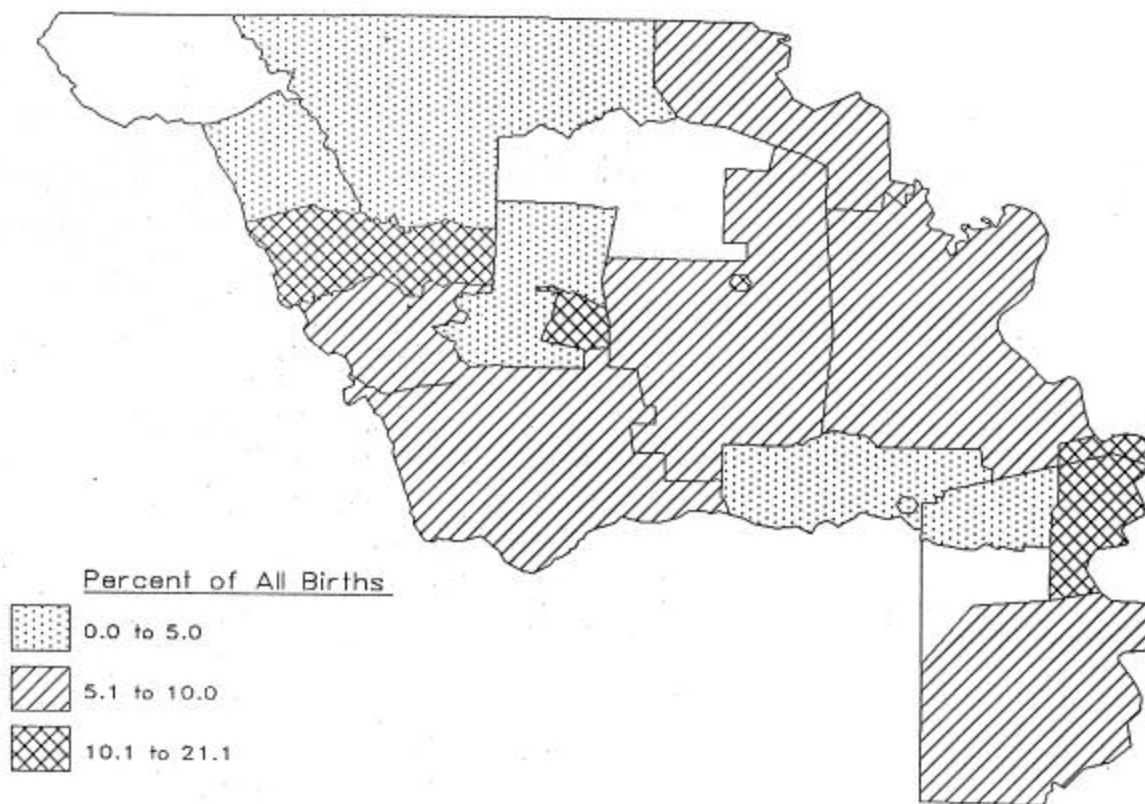 Percent of All Births
0.0 to 5.0
5.1 to 10.0
10.1 to 21.1